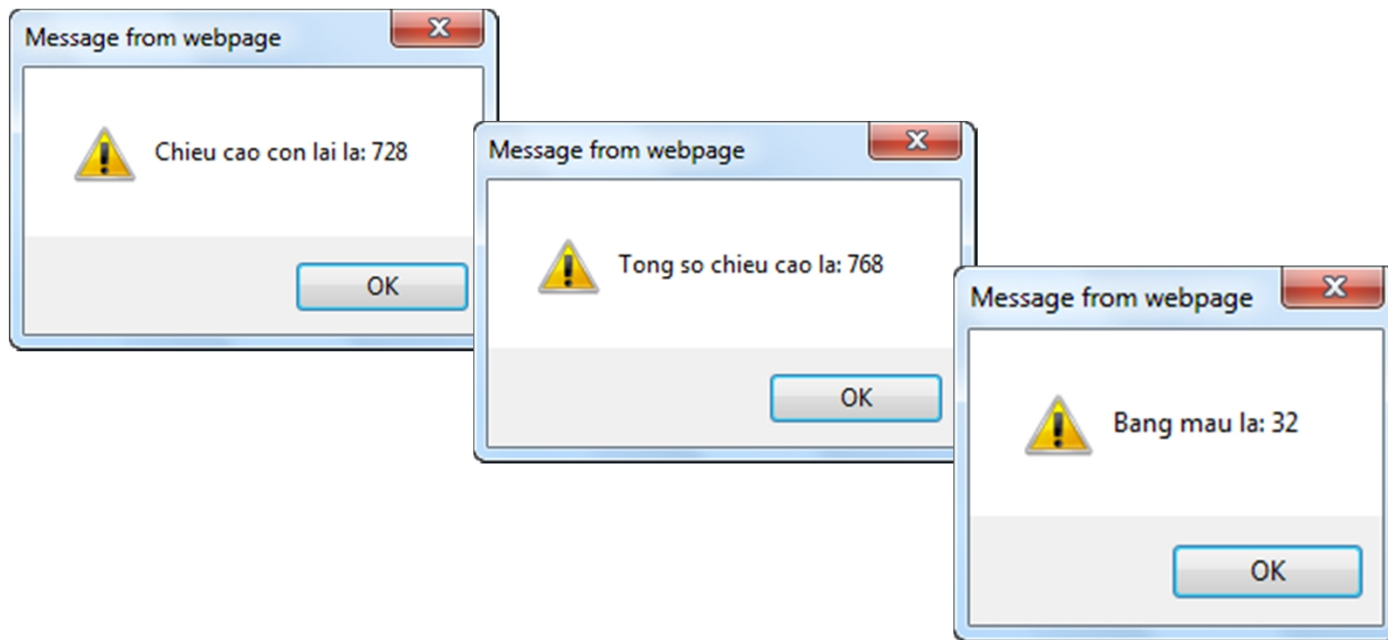 Message from webpage
Chieu cao con lai la: 728
OK
Message from webpage
Tong so chieu cao la: 768
OK
Message from webpage
Bang mau la: 32
OK